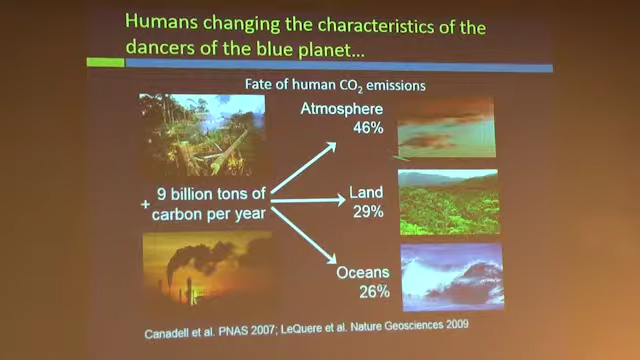 Humans changing the characteristics of the
dancers of the blue planet...
Fate of human CO₂ emissions
Atmosphere
46%
+ 9 billion tons of
carbon per year
Land
29%
Oceans
26%
Canadell et al. PNAS 2007; LeQuere et al. Nature Geosciences 2009